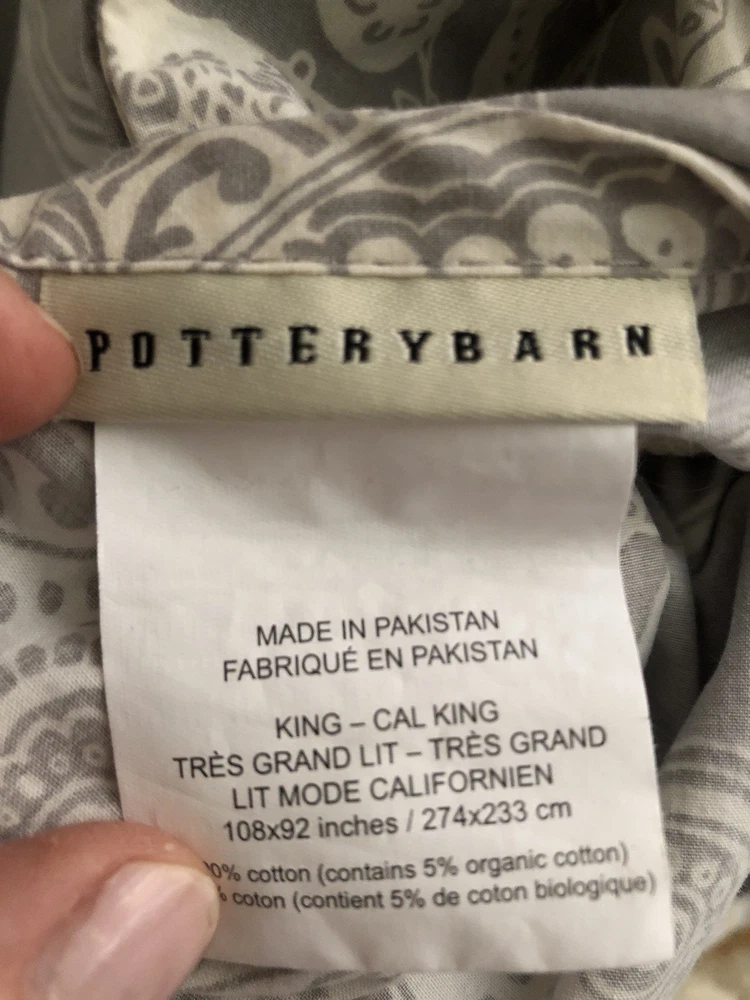 POTTERYBARN
MADE IN PAKISTAN
FABRIQUÉ EN PAKISTAN
KING – CAL KING
TRÈS GRAND LIT – TRÈS GRAND
LIT MODE CALIFORNIEN
108x92 inches / 274x233 cm
cotton (contains 5% organic cotton)
coton (contient 5% de coton biologique)